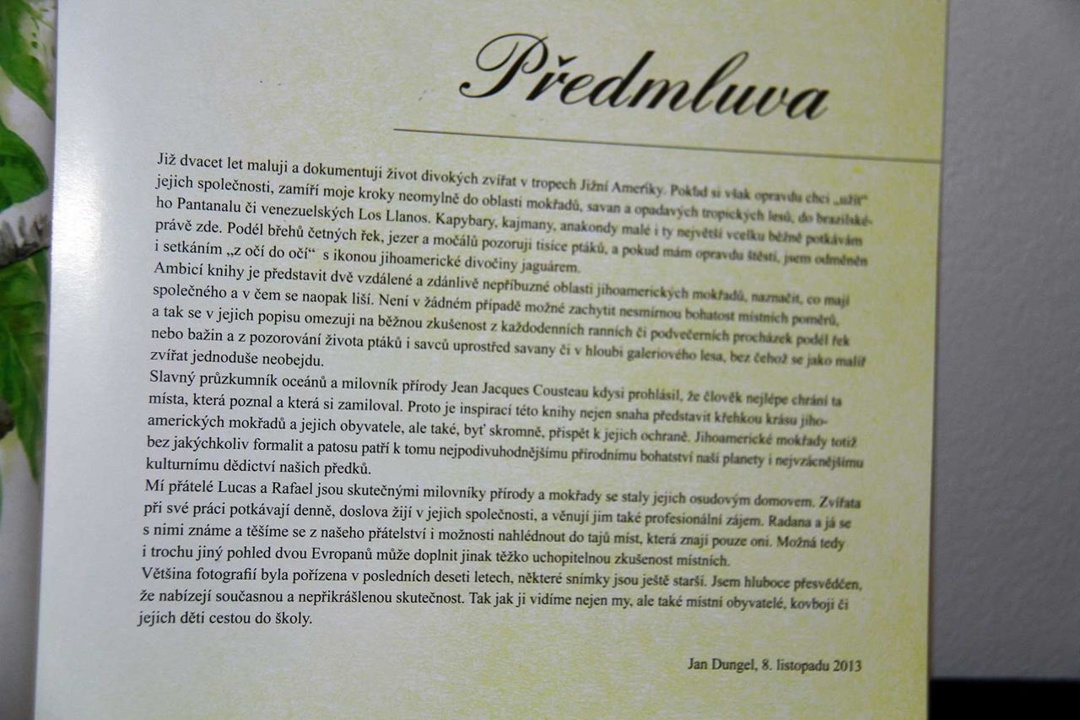 Předmluva
Již dvacet let maluji a dokumentuji život divokých zvířat v tropech Jižní Ameriky. Pokud si však opravdu chci „užít“
jejich společnosti, zamíří moje kroky neomylně do oblasti mokřadů, savan a opadavých tropických lesů, do brazilské-
ho Pantanalu či venezuelských Los Llanos. Kapybary, kajmany, anakondy malé i ty největší vcelku běžně potkávám
právě zde. Podél břehů četných řek, jezer a močálů pozoruji tisíce ptáků, a pokud mám opravdu štěstí, jsem odměněn
i setkáním „z očí do očí“ s ikonou jihoamerické divočiny jaguárem.
Ambicí knihy je představit dvě vzdálené a zdánlivě nepříbuzné oblasti jihoamerických mokřadů, naznačit, co mají
společného a v čem se naopak liší. Není v žádném případě možné zachytit nesmírnou bohatost místních poměrů,
a tak se v jejich popisu omezuji na běžnou zkušenost z každodenních ranních či podvečerních procházek podél řek
nebo bažin a z pozorování života ptáků i savců uprostřed savany či v hloubi galeriového lesa, bez čehož se jako malíř
zvířat jednoduše neobejdu.
Slavný průzkumník oceánů a milovník přírody Jean Jacques Cousteau kdysi prohlásil, že člověk nejlépe chrání ta
místa, která poznal a která si zamiloval. Proto je inspirací této knihy nejen snaha představit křehkou krásu jiho-
amerických mokřadů a jejich obyvatele, ale také, byť skromně, přispět k jejich ochraně. Jihoamerické mokřady totiž
bez jakýchkoliv formalit a patosu patří k tomu nejpodivuhodnějšímu přírodnímu bohatství naší planety i nejvzácnějšímu
kulturnímu dědictví našich předků.
Mí přátelé Lucas a Rafael jsou skutečnými milovníky přírody a mokřady se staly jejich osudovým domovem. Zvířata
při své práci potkávají denně, doslova žijí v jejich společnosti, a věnují jim také profesionální zájem. Radana a já se
s nimi známe a těšíme se z našeho přátelství i možnosti nahlédnout do tajů míst, která znají pouze oni. Možná tedy
i trochu jiný pohled dvou Evropanů může doplnit jinak těžko uchopitelnou zkušenost místních.
Většina fotografií byla pořízena v posledních deseti letech, některé snímky jsou ještě starší. Jsem hluboce přesvědčen,
že nabízejí současnou a nepřikrášlenou skutečnost. Tak jak ji vidíme nejen my, ale také místní obyvatelé, kovboji či
jejich děti cestou do školy.
Jan Dungel, 8. listopadu 2013